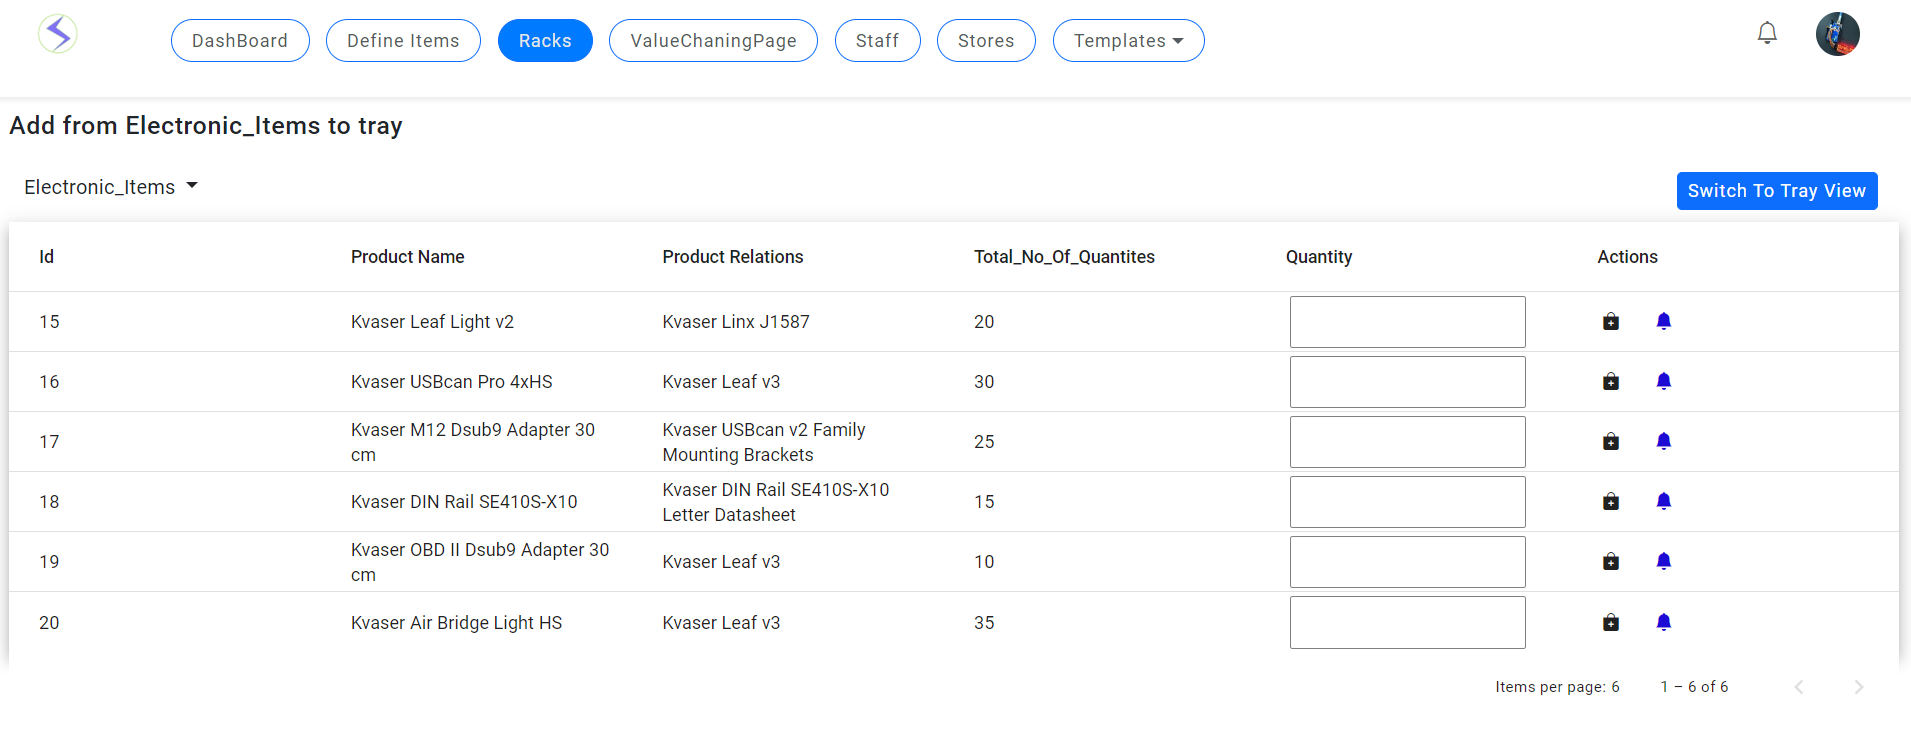 DashBoard Define Items Racks ValueChaningPage Staff Stores Templates
Add from Electronic_Items to tray
Electronic_Items
Switch To Tray View
Id Product Name Product Relations Total_No_Of_Quantites Quantity Actions
15 Kvaser Leaf Light v2 Kvaser Linx J1587 20
16 Kvaser USBcan Pro 4xHS Kvaser Leaf v3 30
17 Kvaser M12 Dsub9 Adapter 30 cm Kvaser USBcan v2 Family Mounting Brackets 25
18 Kvaser DIN Rail SE410S-X10 Kvaser DIN Rail SE410S-X10 Letter Datasheet 15
19 Kvaser OBD II Dsub9 Adapter 30 cm Kvaser Leaf v3 10
20 Kvaser Air Bridge Light HS Kvaser Leaf v3 35
Items per page: 6 1 – 6 of 6